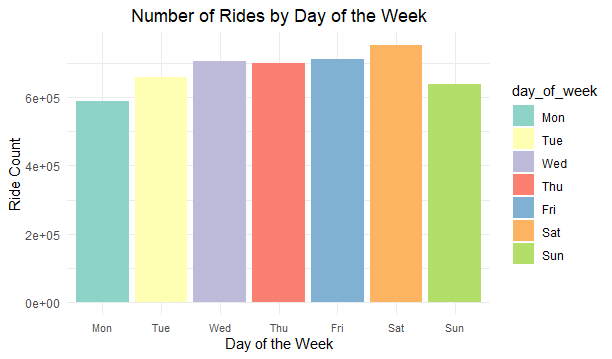 Number of Rides by Day of the Week
Ride Count
6e+05
4e+05
2e+05
0e+00
Mon Tue Wed Thu Fri Sat Sun
Day of the Week
day_of_week
Mon
Tue
Wed
Thu
Fri
Sat
Sun